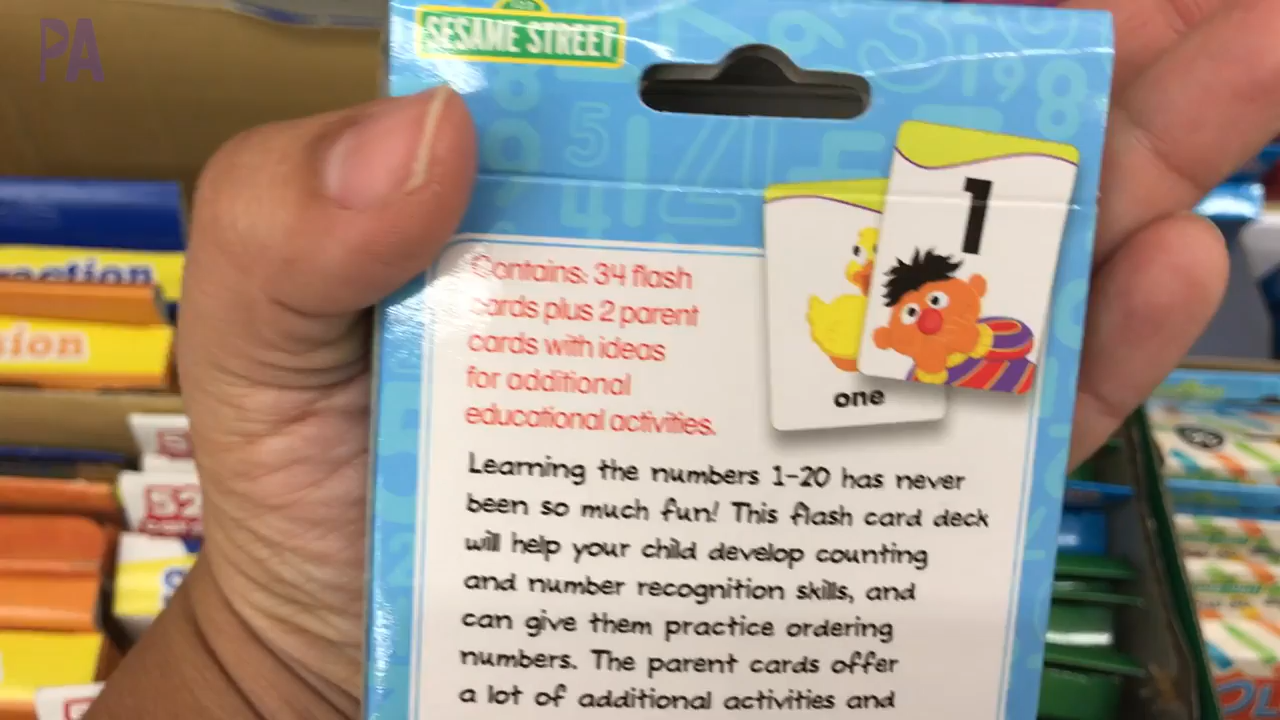 PA
SESAME STREET
1
one
Contains: 34 flash
cards plus 2 parent
cards with ideas
for additional
educational activities.
Learning the numbers 1-20 has never
been so much fun! This flash card deck
will help your child develop counting
and number recognition skills, and
can give them practice ordering
numbers. The parent cards offer
a lot of additional activities and
raction
sion
52